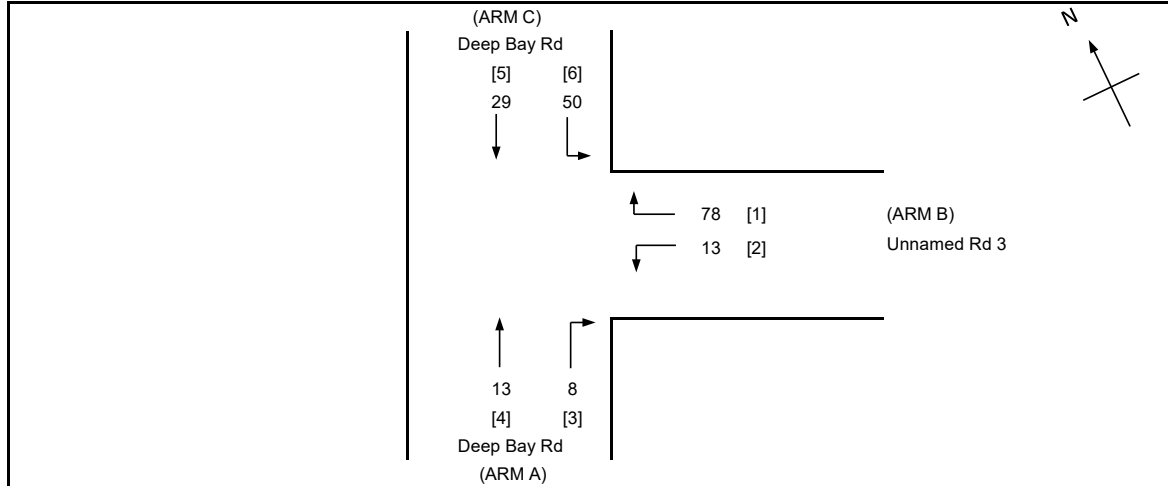 (ARM C)
N
Deep Bay Rd
[5] [6]
29 50
78 [1] (ARM B)
13 [2] Unnamed Rd 3
13 8
[4] [3]
Deep Bay Rd
(ARM A)